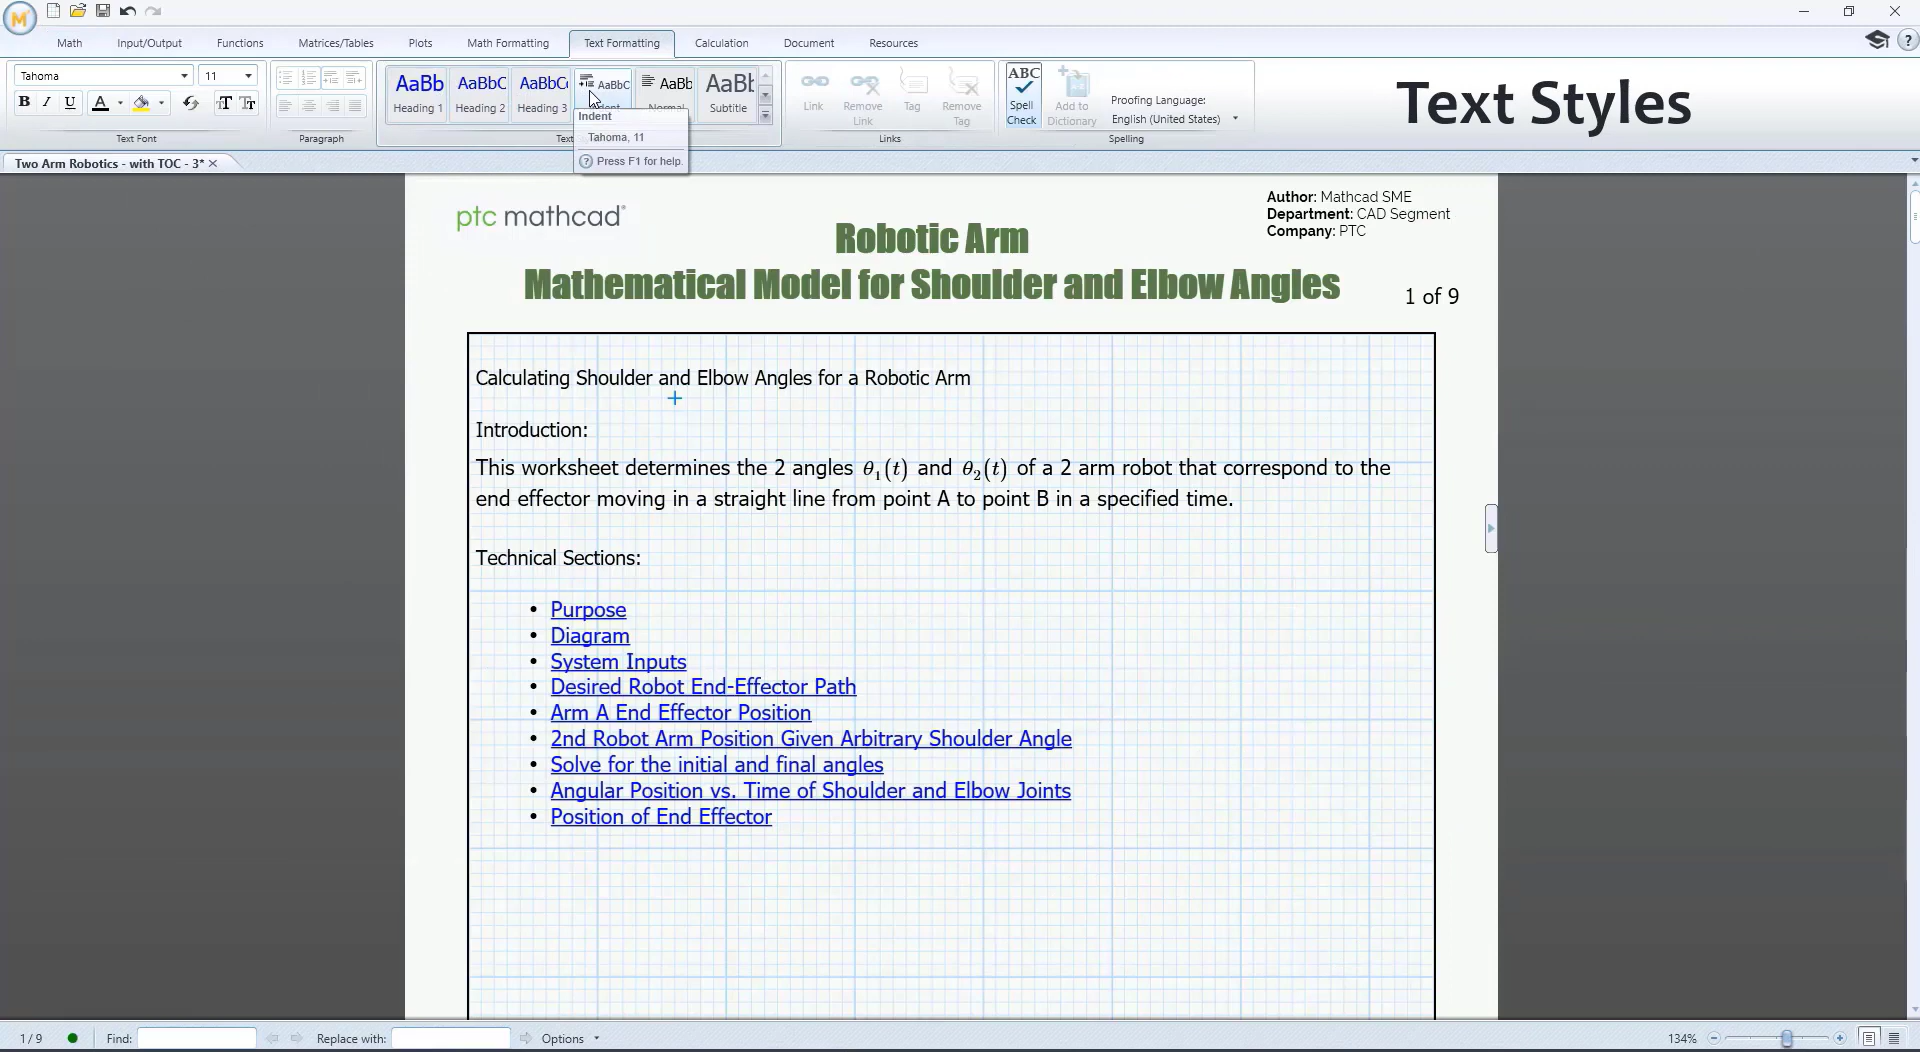 M
Math Input/Output Functions Matrices/Tables Plots Math Formatting Text Formatting Calculation Document Resources ?
Tahoma 11
B I U A
Text Font
Paragraph
AaBb AaBbC AaBbC AaBbC AaBb AaBb
Heading 1 Heading 2 Heading 3 Subtitle
Indent
Tahoma, 11
? Press F1 for help.
Link Remove Link Tag Remove Tag
Links
ABC Spell Check
Add to Dictionary
Proofing Language:
English (United States)
Spelling
Text Styles
Two Arm Robotics - with TOC - 3*
ptc mathcad
Author: Mathcad SME
Department: CAD Segment
Company: PTC
Robotic Arm
Mathematical Model for Shoulder and Elbow Angles
1 of 9
Calculating Shoulder and Elbow Angles for a Robotic Arm
Introduction:
This worksheet determines the 2 angles θ₁(t) and θ₂(t) of a 2 arm robot that correspond to the
end effector moving in a straight line from point A to point B in a specified time.
Technical Sections:
• Purpose
• Diagram
• System Inputs
• Desired Robot End-Effector Path
• Arm A End Effector Position
• 2nd Robot Arm Position Given Arbitrary Shoulder Angle
• Solve for the initial and final angles
• Angular Position vs. Time of Shoulder and Elbow Joints
• Position of End Effector
1 / 9 Find: Replace with: Options 134%